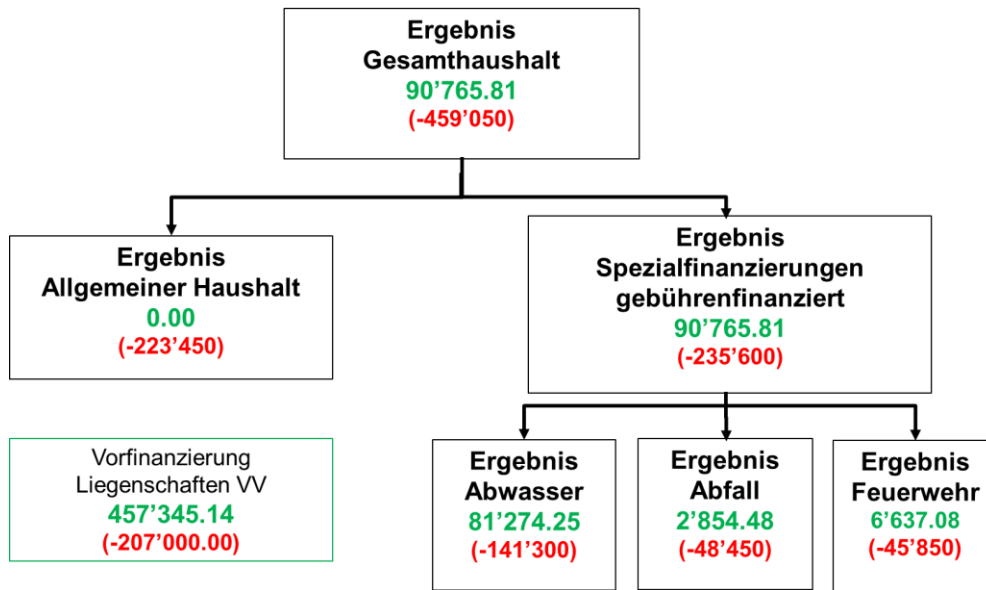 Ergebnis
Gesamthaushalt
90’765.81
(-459’050)
Ergebnis
Allgemeiner Haushalt
0.00
(-223’450)
Ergebnis
Spezialfinanzierungen
gebührenfinanziert
90’765.81
(-235’600)
Vorfinanzierung
Liegenschaften VV
457’345.14
(-207’000.00)
Ergebnis
Abwasser
81’274.25
(-141’300)
Ergebnis
Abfall
2’854.48
(-48’450)
Ergebnis
Feuerwehr
6’637.08
(-45’850)